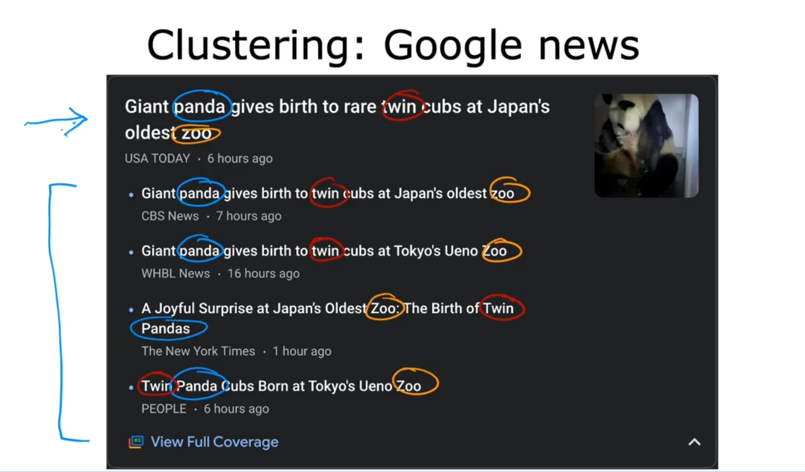 Clustering: Google news
Giant panda gives birth to rare twin cubs at Japan's
oldest zoo
USA TODAY · 6 hours ago
• Giant panda gives birth to twin cubs at Japan's oldest zoo
CBS News · 7 hours ago
• Giant panda gives birth to twin cubs at Tokyo's Ueno Zoo
WHBL News · 16 hours ago
• A Joyful Surprise at Japan's Oldest Zoo: The Birth of Twin
Pandas
The New York Times · 1 hour ago
• Twin Panda Cubs Born at Tokyo's Ueno Zoo
PEOPLE · 6 hours ago
View Full Coverage